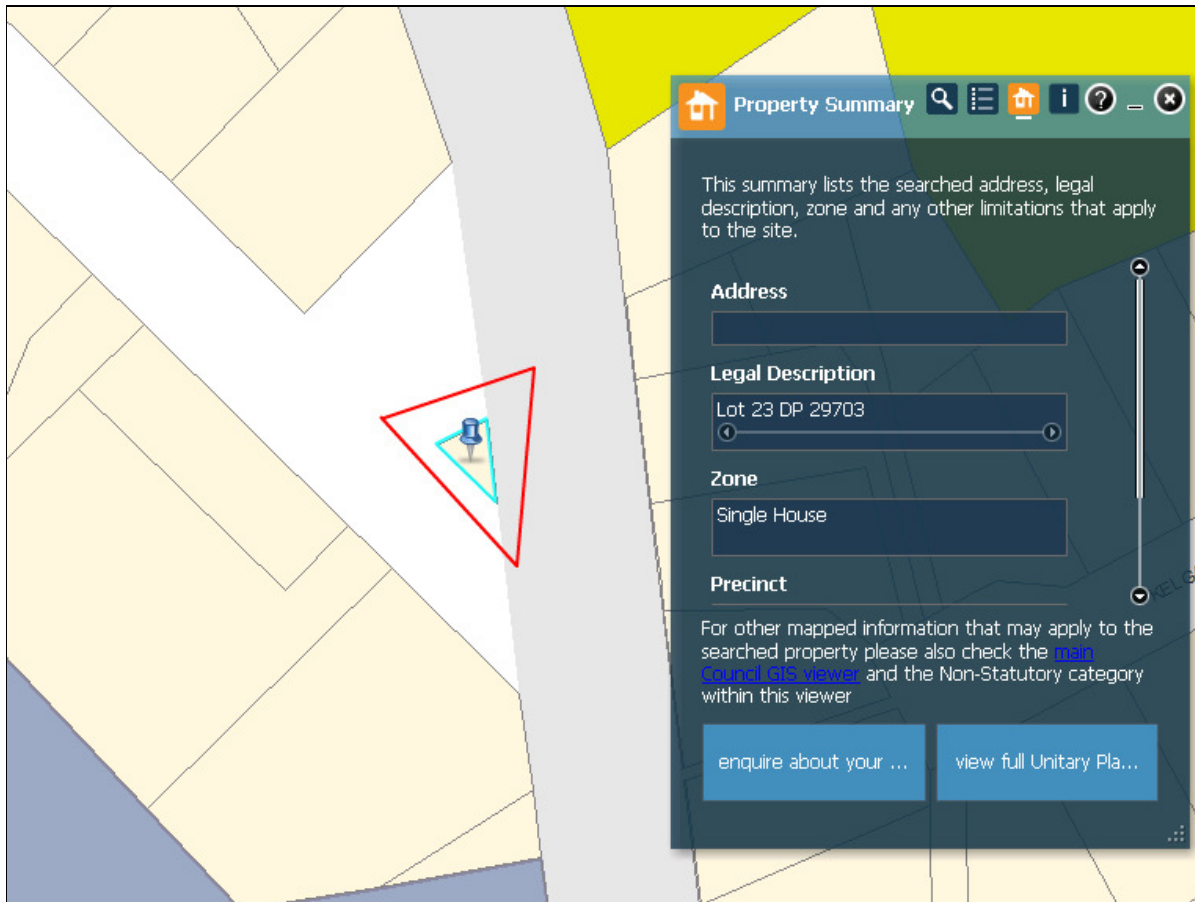 Property Summary
This summary lists the searched address, legal
description, zone and any other limitations that apply
to the site.
Address
Legal Description
Lot 23 DP 29703
Zone
Single House
Precinct
For other mapped information that may apply to the
searched property please also check the main
Council GIS viewer and the Non-Statutory category
within this viewer
enquire about your ...
view full Unitary Pla...